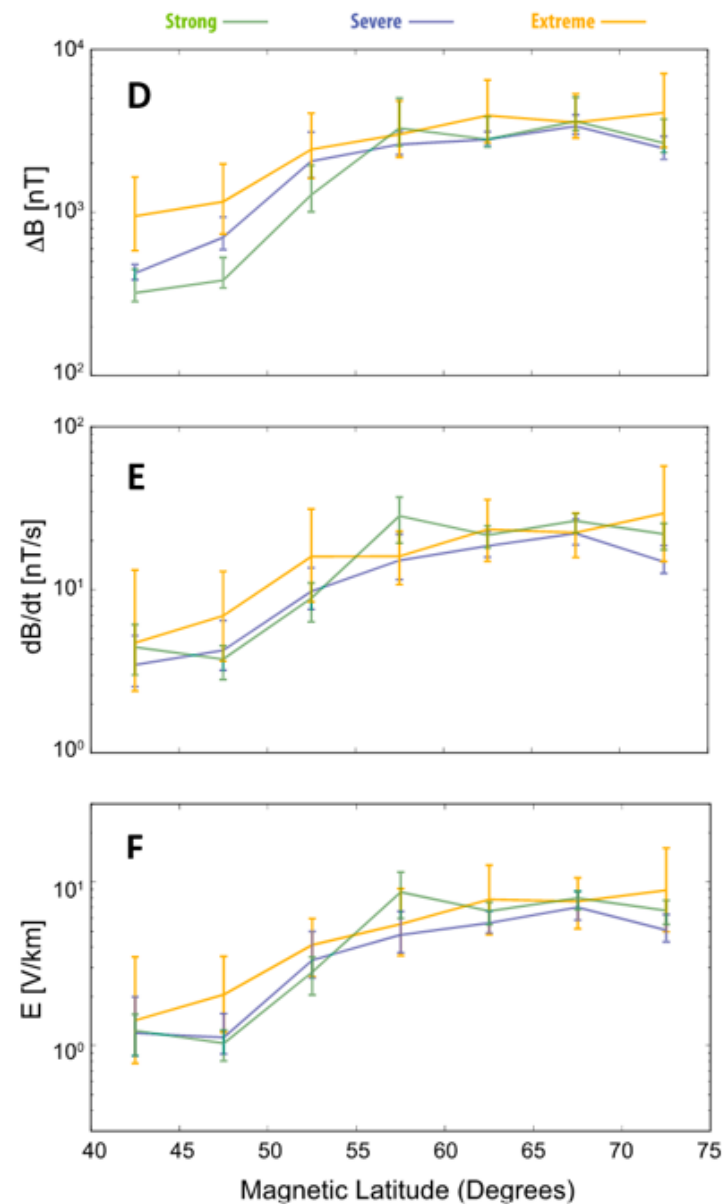 Strong Severe Extreme
D
10⁴
10³
10²
ΔB [nT]
E
10²
10¹
10⁰
dB/dt [nT/s]
F
10¹
10⁰
E [V/km]
40 45 50 55 60 65 70 75
Magnetic Latitude (Degrees)